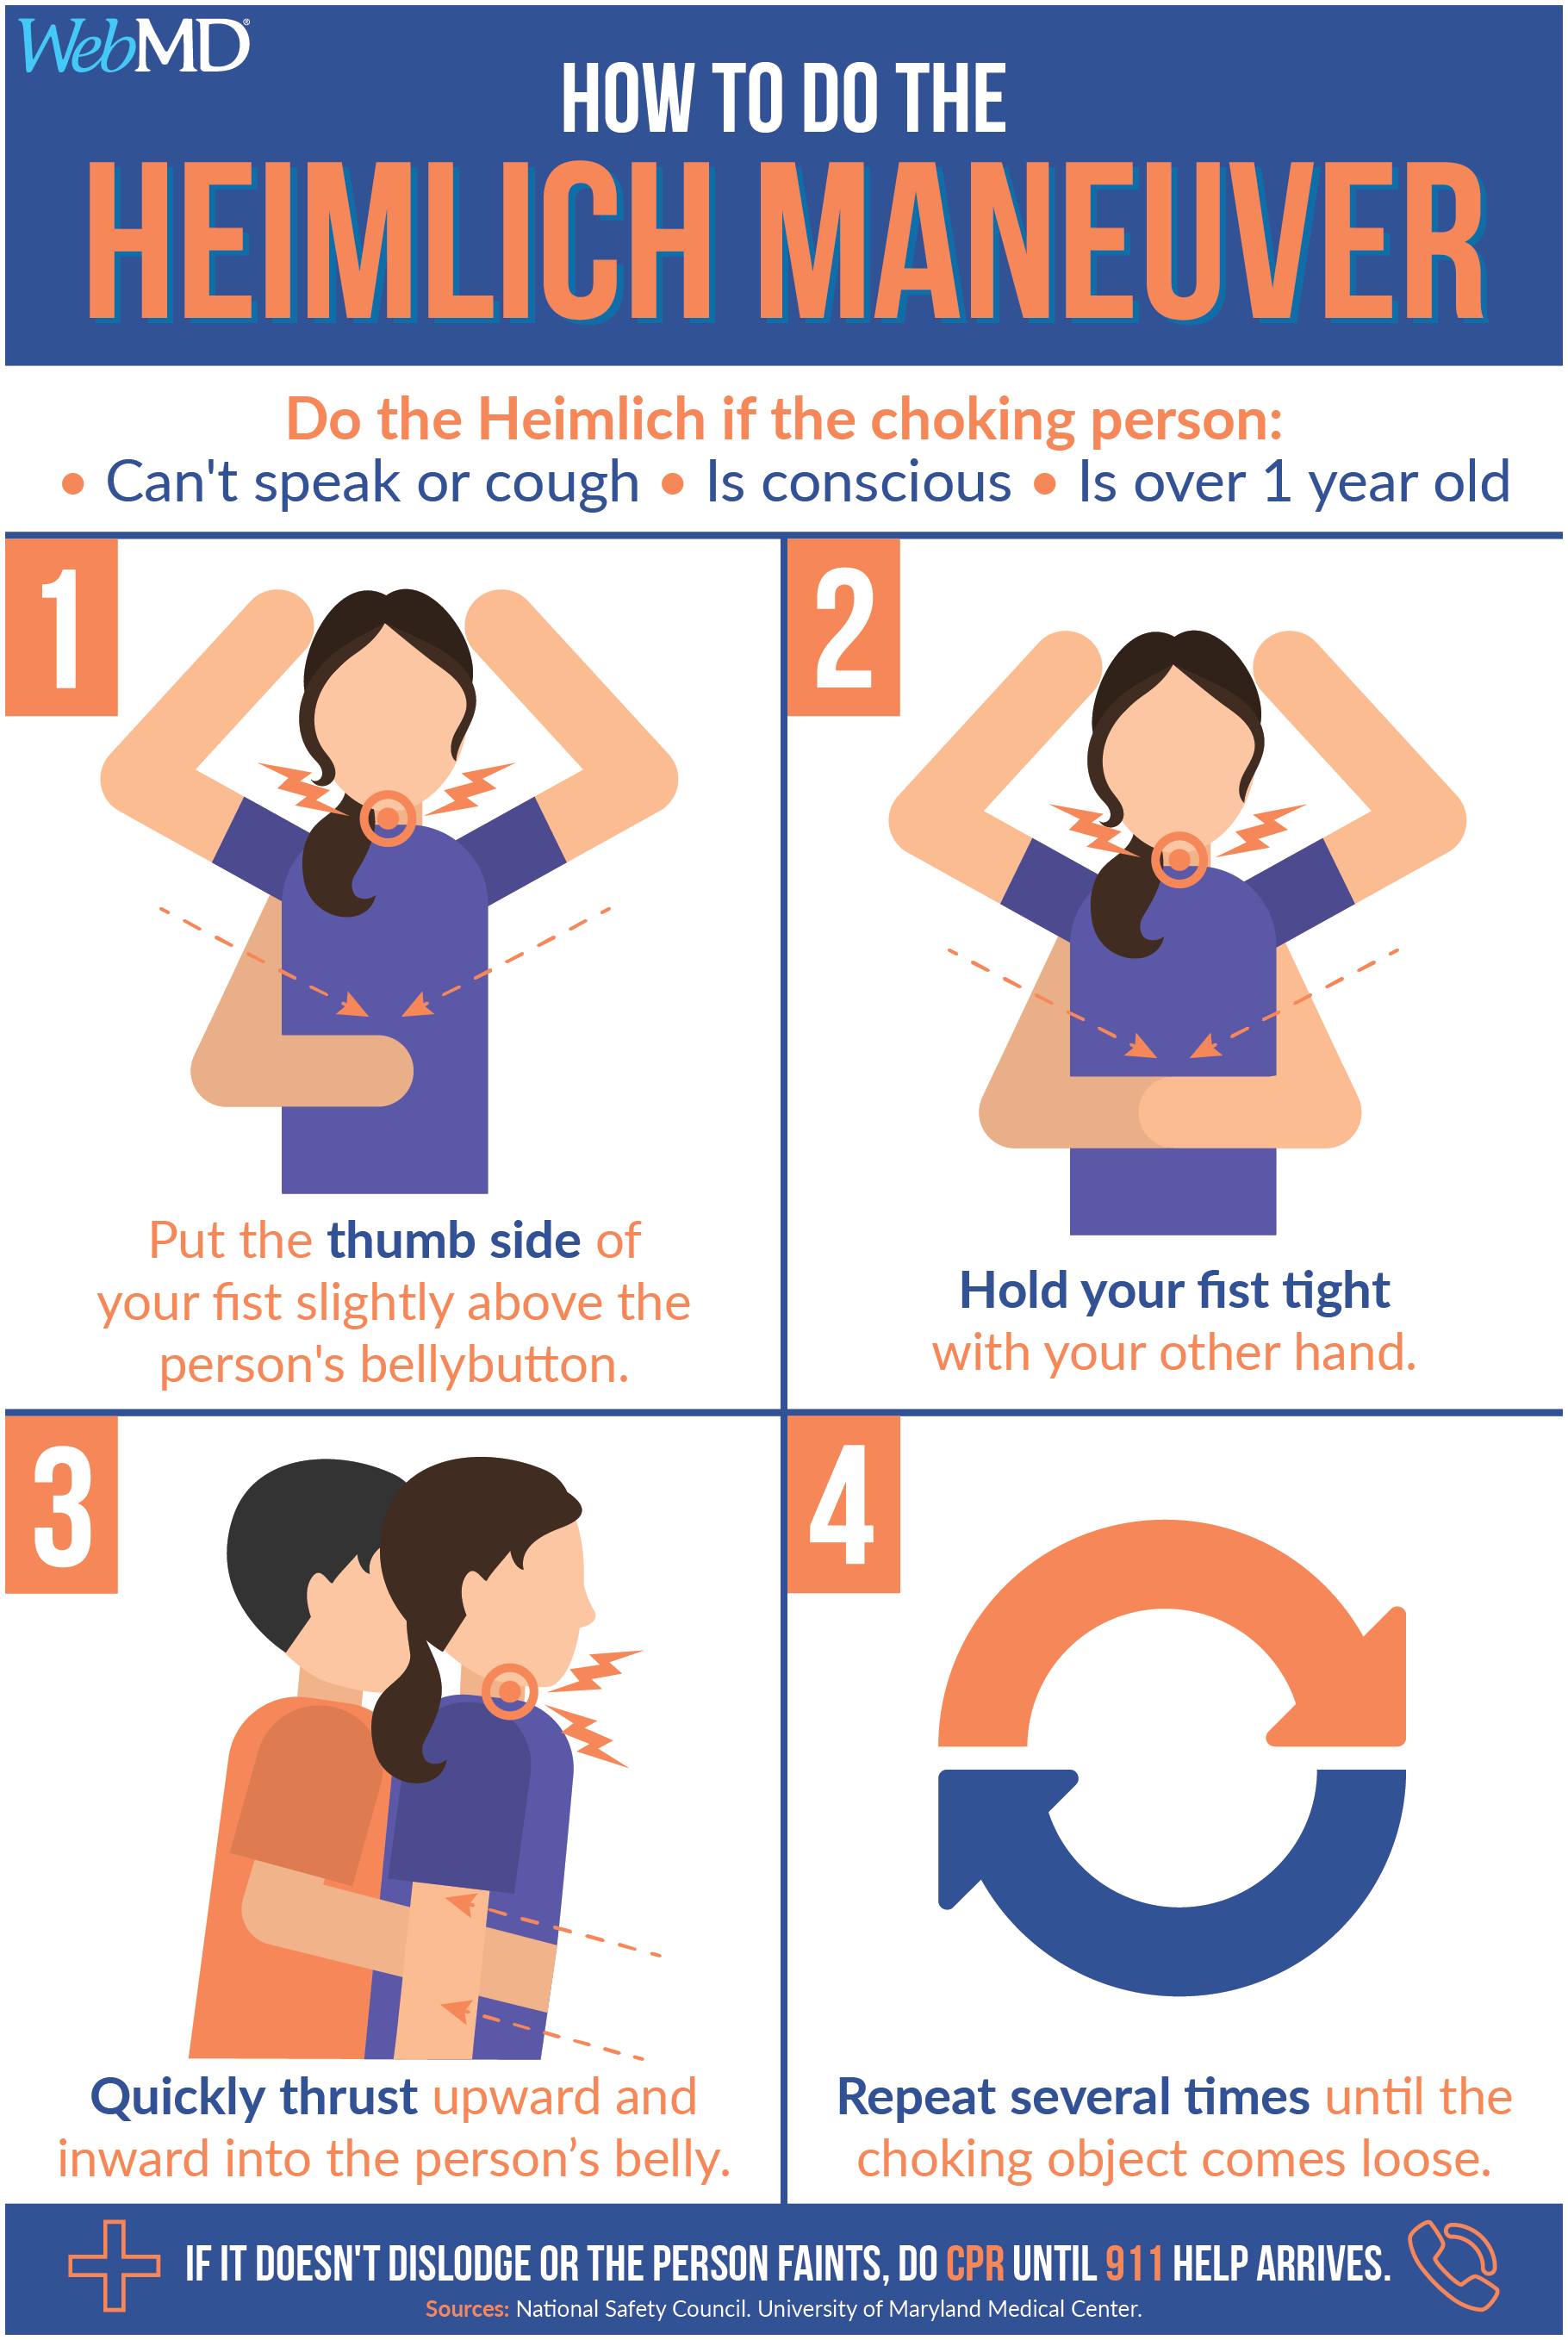 WebMD®
HOW TO DO THE
HEIMLICH MANEUVER
Do the Heimlich if the choking person:
• Can't speak or cough • Is conscious • Is over 1 year old
1
Put the thumb side of
your fist slightly above the
person's bellybutton.
2
Hold your fist tight
with your other hand.
3
Quickly thrust upward and
inward into the person’s belly.
4
Repeat several times until the
choking object comes loose.
IF IT DOESN'T DISLODGE OR THE PERSON FAINTS, DO CPR UNTIL 911 HELP ARRIVES.
Sources: National Safety Council. University of Maryland Medical Center.